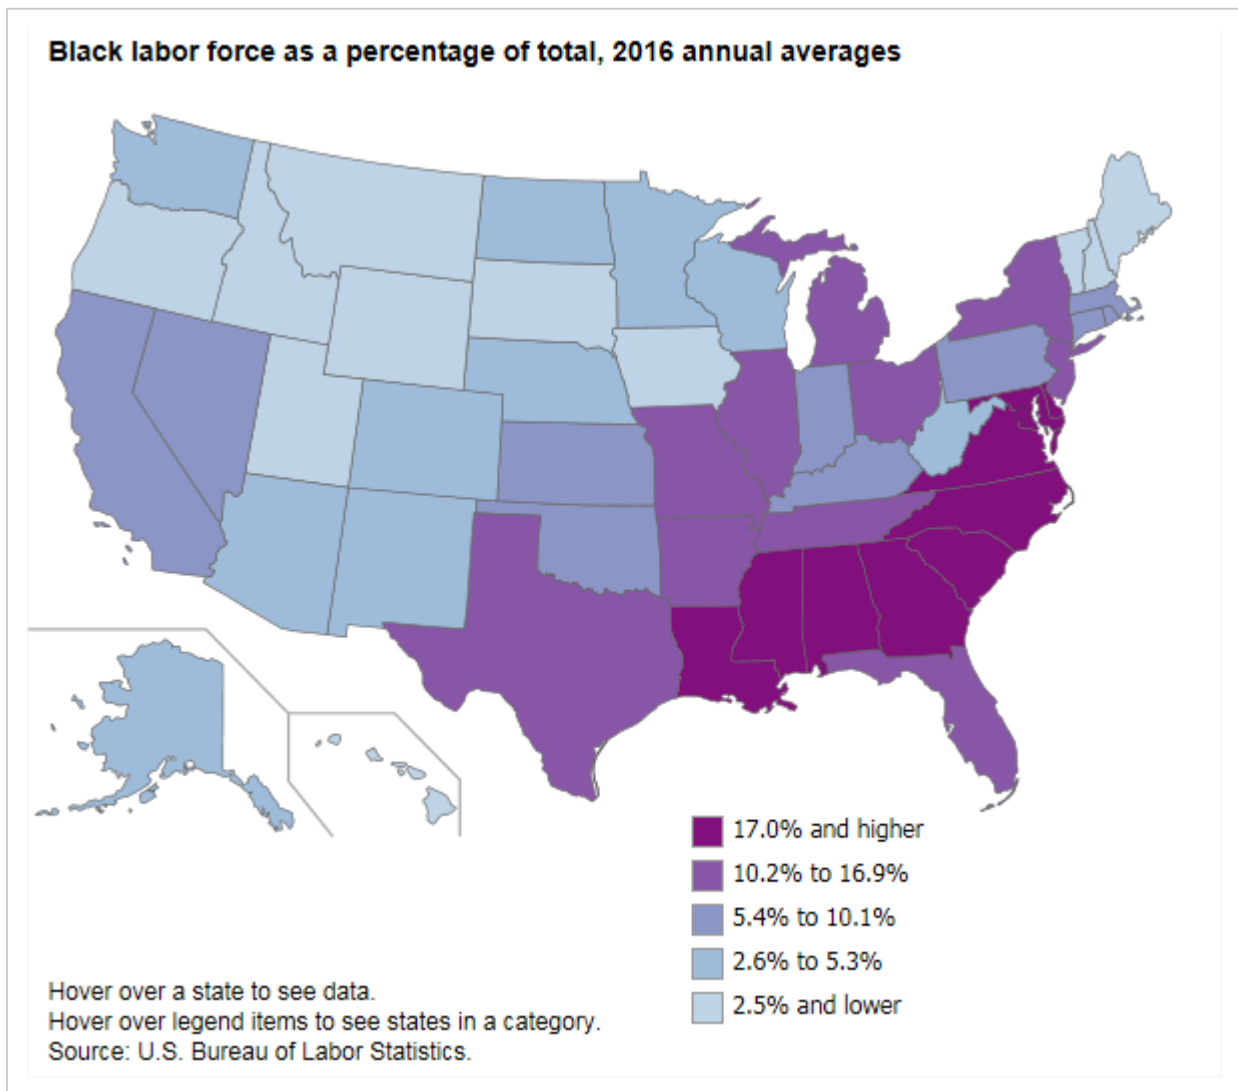 Black labor force as a percentage of total, 2016 annual averages
17.0% and higher
10.2% to 16.9%
5.4% to 10.1%
2.6% to 5.3%
2.5% and lower
Hover over a state to see data.
Hover over legend items to see states in a category.
Source: U.S. Bureau of Labor Statistics.